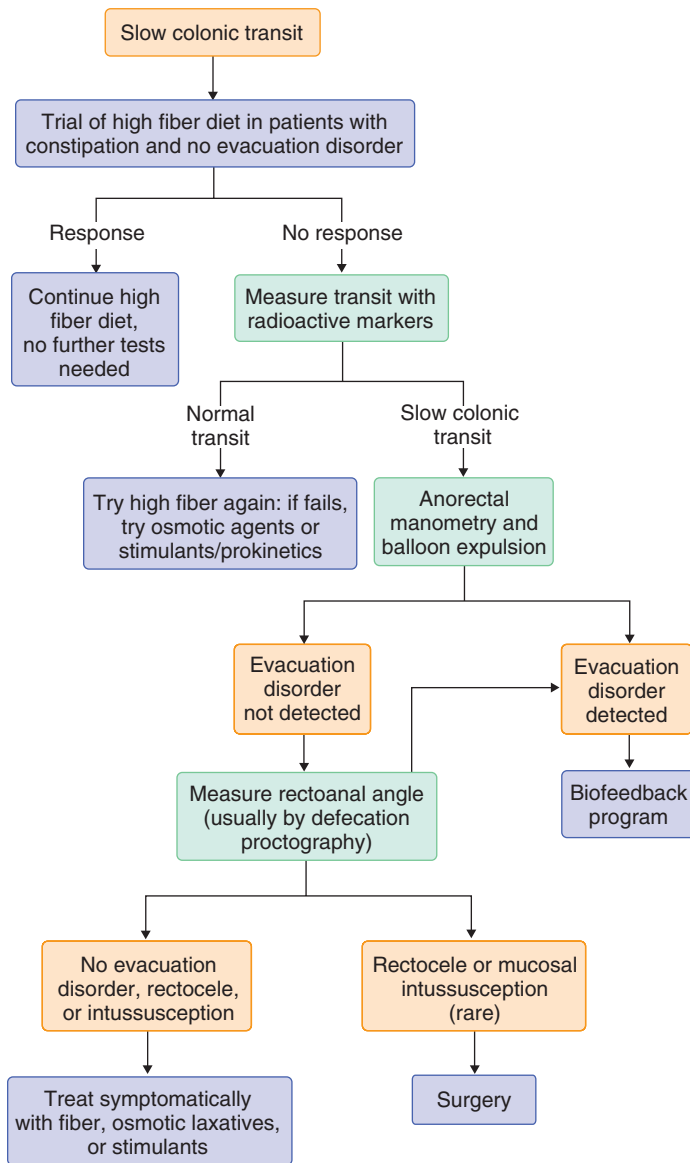 Slow colonic transit
Trial of high fiber diet in patients with
constipation and no evacuation disorder
Response
No response
Continue high
fiber diet,
no further tests
needed
Measure transit with
radioactive markers
Normal
transit
Slow colonic
transit
Try high fiber again: if fails,
try osmotic agents or
stimulants/prokinetics
Anorectal
manometry and
balloon expulsion
Evacuation
disorder
not detected
Evacuation
disorder
detected
Measure rectoanal angle
(usually by defecation
proctography)
Biofeedback
program
No evacuation
disorder, rectocele,
or intussusception
Rectocele or mucosal
intussusception
(rare)
Treat symptomatically
with fiber, osmotic laxatives,
or stimulants
Surgery